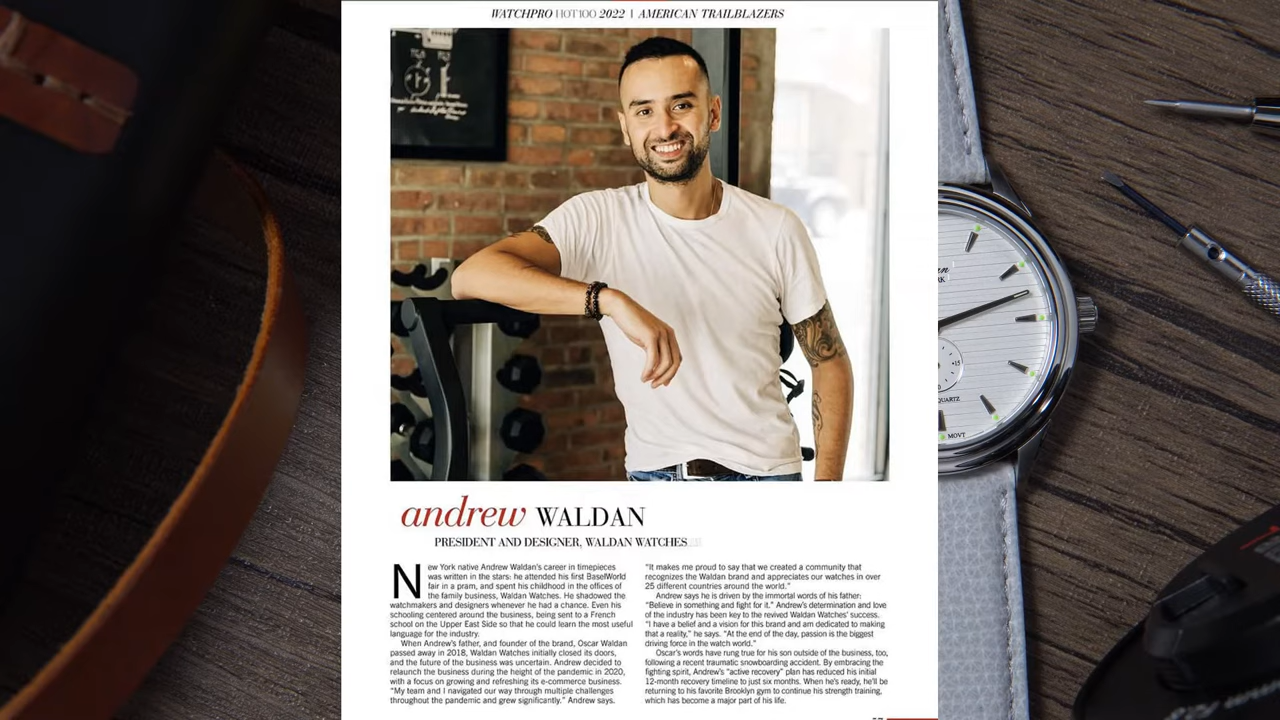 WATCHPRO HOT100 2022 | AMERICAN TRAILBLAZERS
andrew WALDAN
PRESIDENT AND DESIGNER, WALDAN WATCHES
New York native Andrew Waldan's career in timepieces
was written in the stars: he attended his first BaselWorld
fair in a pram, and spent his childhood in the offices of
the family business, Waldan Watches. He shadowed the
watchmakers and designers whenever he had a chance. Even his
schooling centered around the business, being sent to a French
school on the Upper East Side so that he could learn the most useful
language for the industry.
When Andrew's father, and founder of the brand, Oscar Waldan
passed away in 2018, Waldan Watches initially closed its doors,
and the future of the business was uncertain. Andrew decided to
relaunch the business during the height of the pandemic in 2020,
with a focus on growing and refreshing its e-commerce business.
"My team and I navigated our way through multiple challenges
throughout the pandemic and grew significantly." Andrew says.
"It makes me proud to say that we created a community that
recognizes the Waldan brand and appreciates our watches in over
25 different countries around the world."
Andrew says he is driven by the immortal words of his father:
"Believe in something and fight for it." Andrew's determination and love
of the industry has been key to the revived Waldan Watches' success.
"I have a belief and a vision for this brand and am dedicated to making
that a reality," he says. "At the end of the day, passion is the biggest
driving force in the watch world."
Oscar's words have rung true for his son outside of the business, too,
following a recent traumatic snowboarding accident. By embracing the
fighting spirit, Andrew's "active recovery" plan has reduced his initial
12-month recovery timeline to just six months. When he's ready, he'll be
returning to his favorite Brooklyn gym to continue his strength training,
which has become a major part of his life.
15
MOVT